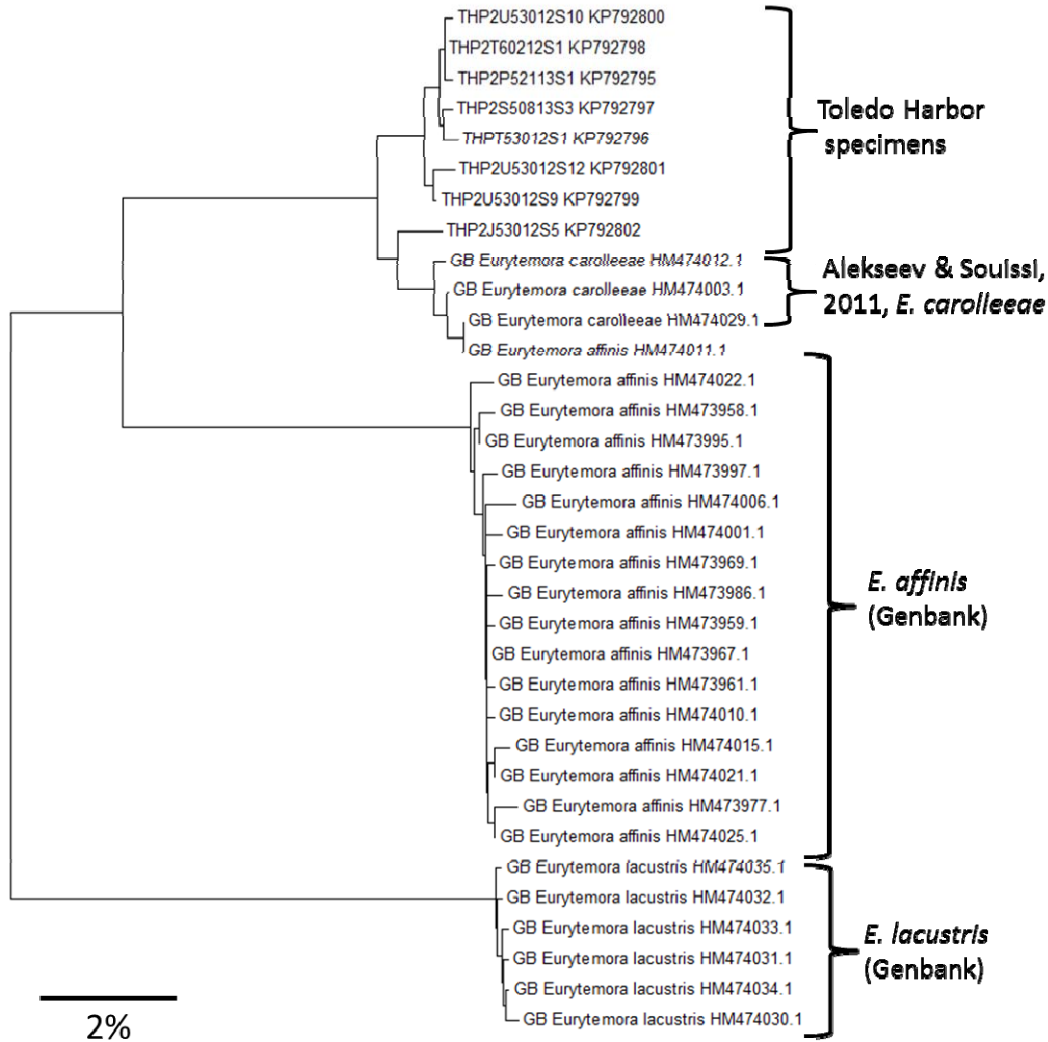 THP2U53012S10 KP792800
THP2T60212S1 KP792798
THP2P52113S1 KP792795
THP2S50813S3 KP792797
THPT53012S1 KP792796
THP2U53012S12 KP792801
THP2U53012S9 KP792799
THP2J53012S5 KP792802
GB Eurytemora carolleeae HM474012.1
GB Eurytemora carolleeae HM474003.1
GB Eurytemora carolleeae HM474029.1
GB Eurytemora affinis HM474011.1
GB Eurytemora affinis HM474022.1
GB Eurytemora affinis HM473958.1
GB Eurytemora affinis HM473995.1
GB Eurytemora affinis HM473997.1
GB Eurytemora affinis HM474006.1
GB Eurytemora affinis HM474001.1
GB Eurytemora affinis HM473969.1
GB Eurytemora affinis HM473986.1
GB Eurytemora affinis HM473959.1
GB Eurytemora affinis HM473967.1
GB Eurytemora affinis HM473961.1
GB Eurytemora affinis HM474010.1
GB Eurytemora affinis HM474015.1
GB Eurytemora affinis HM474021.1
GB Eurytemora affinis HM473977.1
GB Eurytemora affinis HM474025.1
GB Eurytemora lacustris HM474035.1
GB Eurytemora lacustris HM474032.1
GB Eurytemora lacustris HM474033.1
GB Eurytemora lacustris HM474031.1
GB Eurytemora lacustris HM474034.1
GB Eurytemora lacustris HM474030.1
Toledo Harbor
specimens
Alekseev & Souissi,
2011, E. carolleeae
E. affinis
(Genbank)
E. lacustris
(Genbank)
2%